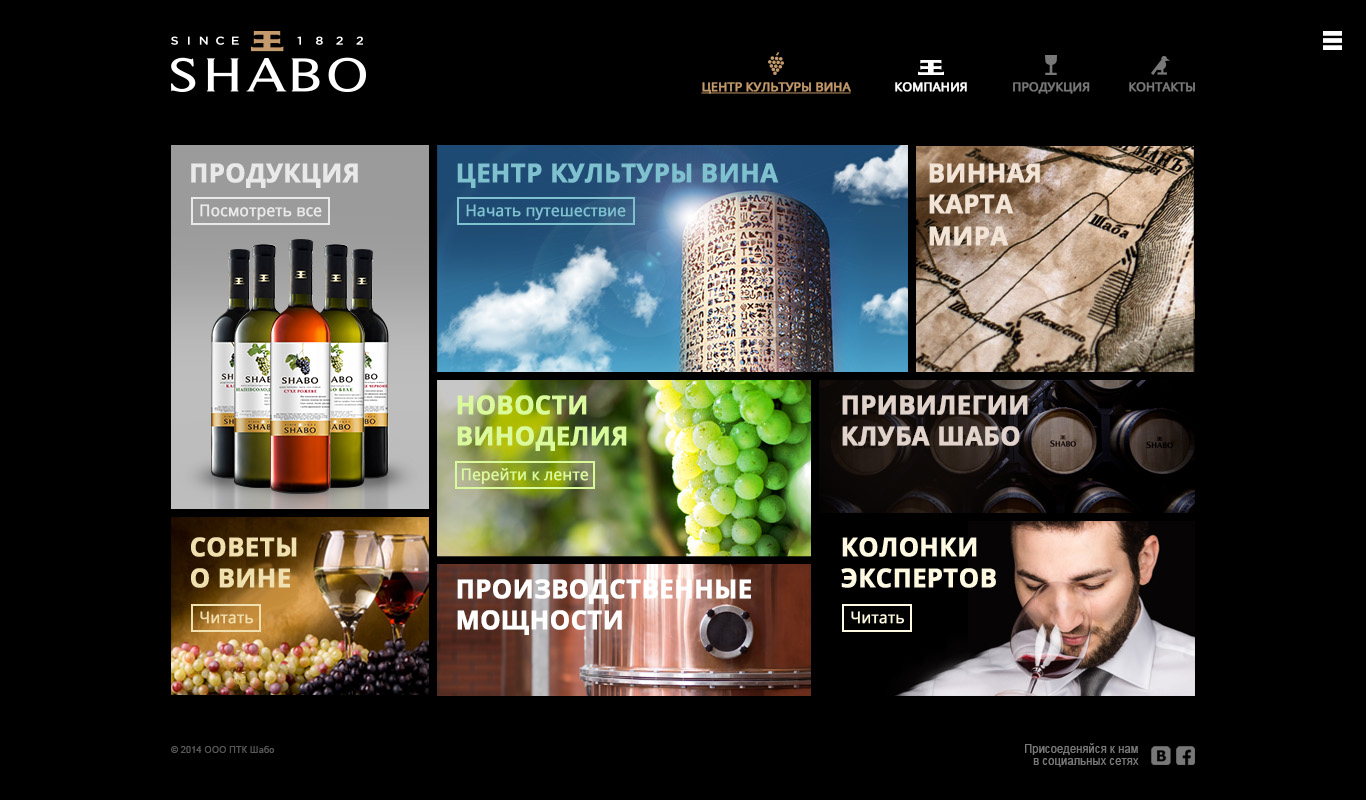 SINCE 1822
SHABO
ЦЕНТР КУЛЬТУРЫ ВИНА
КОМПАНИЯ
ПРОДУКЦИЯ
КОНТАКТЫ
ПРОДУКЦИЯ
Посмотреть все
SHABO
SHABO
ЦЕНТР КУЛЬТУРЫ ВИНА
Начать путешествие
ВИННАЯ
КАРТА
МИРА
Шаба
НОВОСТИ
ВИНОДЕЛИЯ
Перейти к ленте
ПРИВИЛЕГИИ
КЛУБА ШАБО
SHABO
SHABO
СОВЕТЫ
О ВИНЕ
Читать
ПРОИЗВОДСТВЕННЫЕ
МОЩНОСТИ
КОЛОНКИ
ЭКСПЕРТОВ
Читать
© 2014 ООО ПТК Шабо
Присоеденяйся к нам
в социальных сетях